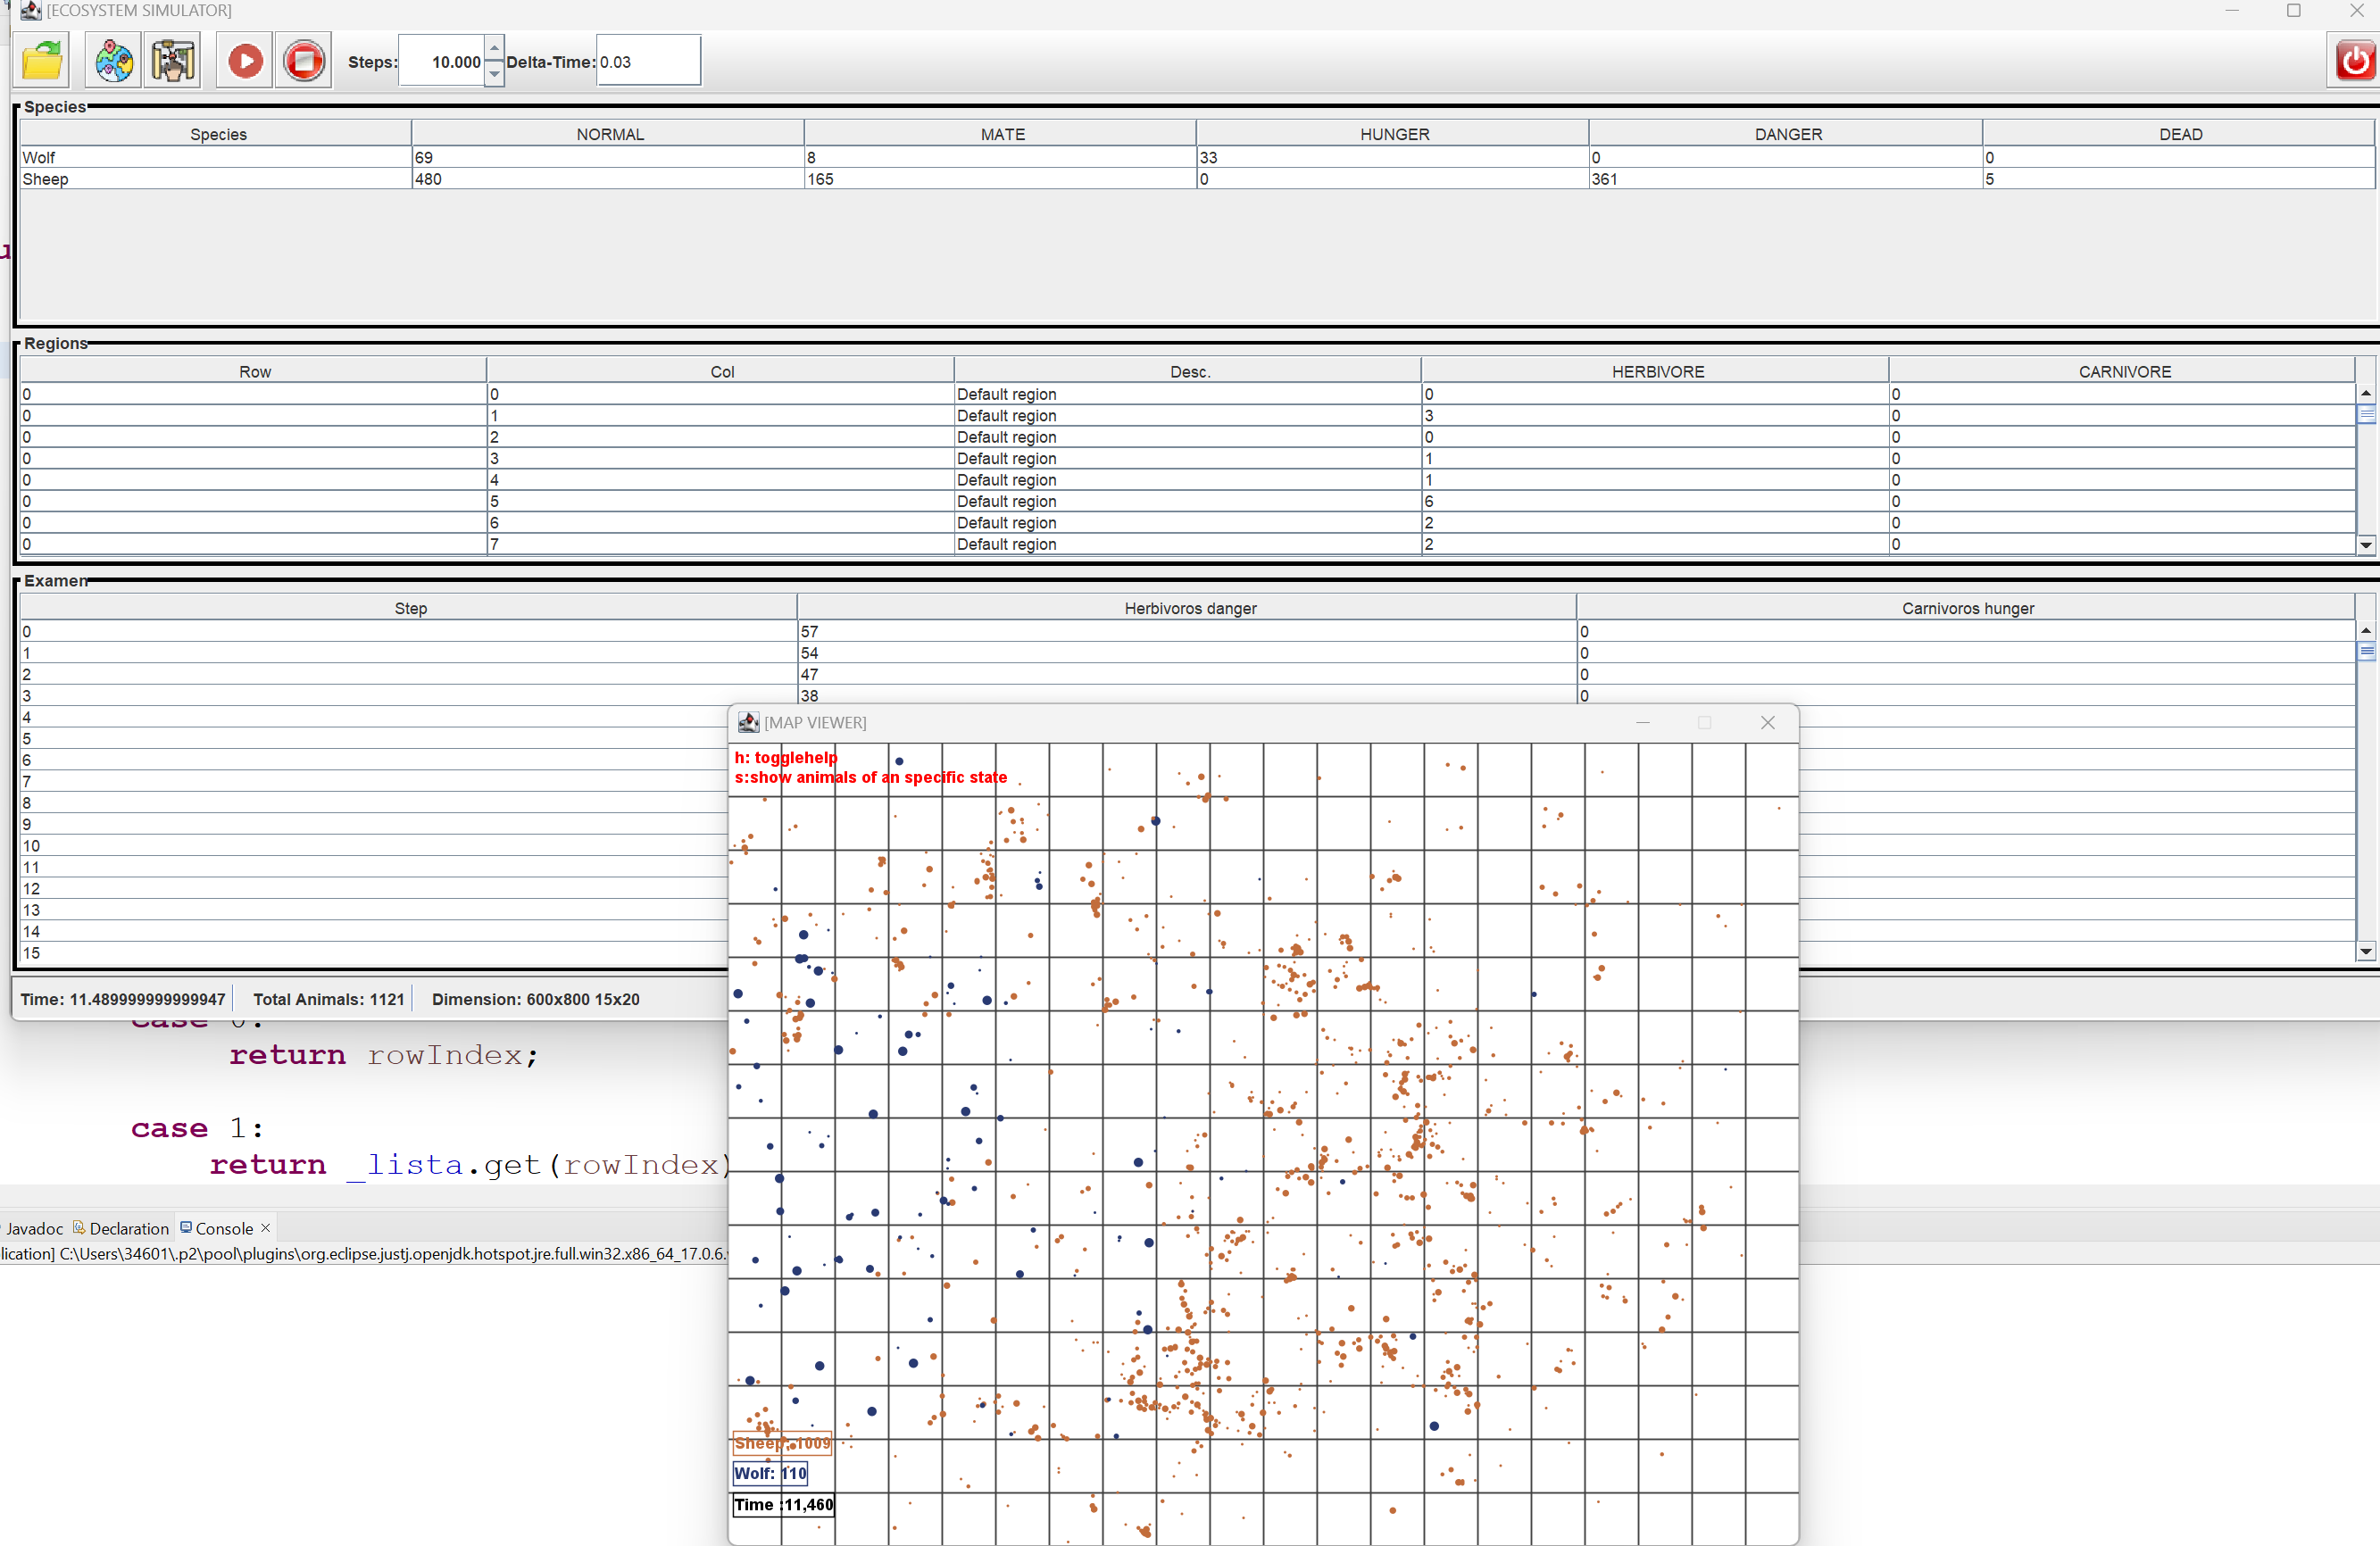 [ECOSYSTEM SIMULATOR]
Steps: 10.000 Delta-Time: 0.03
Species
Species NORMAL MATE HUNGER DANGER DEAD
Wolf 69 8 33 0 0
Sheep 480 165 0 361 5
Regions
Row Col Desc. HERBIVORE CARNIVORE
0 0 Default region 0 0
0 1 Default region 3 0
0 2 Default region 0 0
0 3 Default region 1 0
0 4 Default region 1 0
0 5 Default region 6 0
0 6 Default region 2 0
0 7 Default region 2 0
Examen
Step Herbivoros danger Carnivoros hunger
0 57 0
1 54 0
2 47 0
3 38 0
4
5
6
7
8
9
10
11
12
13
14
15
[MAP VIEWER]
h: togglehelp
s:show animals of an specific state
Sheep: 1009
Wolf: 110
Time :11,460
Time: 11.489999999999947 Total Animals: 1121 Dimension: 600x800 15x20
case 0:
return rowIndex;
case 1:
return _lista.get(rowIndex)
Javadoc Declaration Console
lication] C:\Users\34601\.p2\pool\plugins\org.eclipse.justj.openjdk.hotspot.jre.full.win32.x86_64_17.0.6.